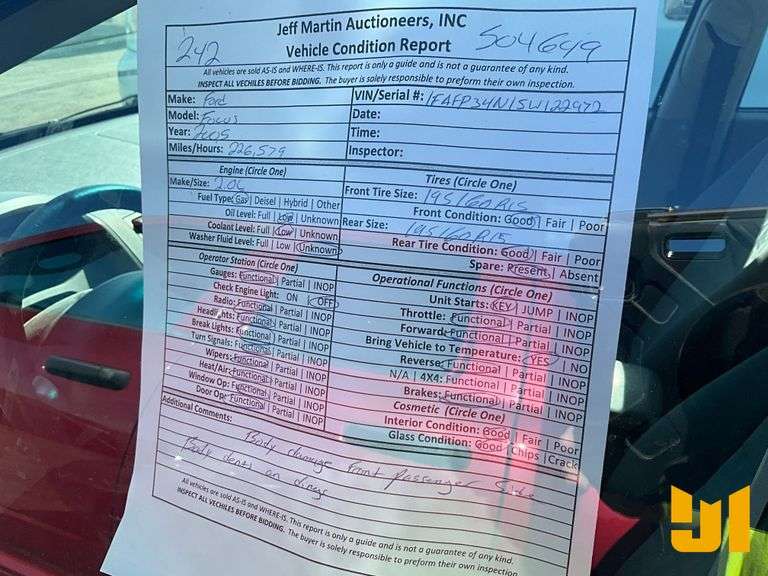 Jeff Martin Auctioneers, INC
242 Vehicle Condition Report 504649
All vehicles are sold AS-IS and WHERE-IS. This report is only a guide and is not a guarantee of any kind.
INSPECT ALL VECHILES BEFORE BIDDING. The buyer is solely responsible to preform their own inspection.
Make: Ford
VIN/Serial #: 1FAFP34N15W122972
Model: Focus
Date:
Year: 2005
Time:
Miles/Hours: 226,579
Inspector:
Engine (Circle One)
Make/Size: 2.0L
Fuel Type: Gas | Deisel | Hybrid | Other
Oil Level: Full | Low | Unknown
Coolant Level: Full | Low | Unknown
Washer Fluid Level: Full | Low | Unknown
Tires (Circle One)
Front Tire Size: 195/60R15
Front Condition: Good | Fair | Poor
Rear Size: 195/60R15
Rear Tire Condition: Good | Fair | Poor
Spare: Present | Absent
Operator Station (Circle One)
Gauges: Functional | Partial | INOP
Check Engine Light: ON | OFF
Radio: Functional | Partial | INOP
Headlights: Functional | Partial | INOP
Break Lights: Functional | Partial | INOP
Turn Signals: Functional | Partial | INOP
Wipers: Functional | Partial | INOP
Heat/Air: Functional | Partial | INOP
Window Op: Functional | Partial | INOP
Door Op: Functional | Partial | INOP
Operational Functions (Circle One)
Unit Starts: KEY | JUMP | INOP
Throttle: Functional | Partial | INOP
Forward: Functional | Partial | INOP
Bring Vehicle to Temperature: YES | NO
Reverse: Functional | Partial | INOP
N/A | 4X4: Functional | Partial | INOP
Brakes: Functional | Partial | INOP
Cosmetic (Circle One)
Interior Condition: Good | Fair | Poor
Glass Condition: Good | Chips | Crack
Additional Comments:
Body damage Front Passenger Side
Body dents on
All vehicles are sold AS-IS and WHERE-IS. This report is only a guide and is not a guarantee of any kind.
INSPECT ALL VECHILES BEFORE BIDDING. The buyer is solely responsible to preform their own inspection.